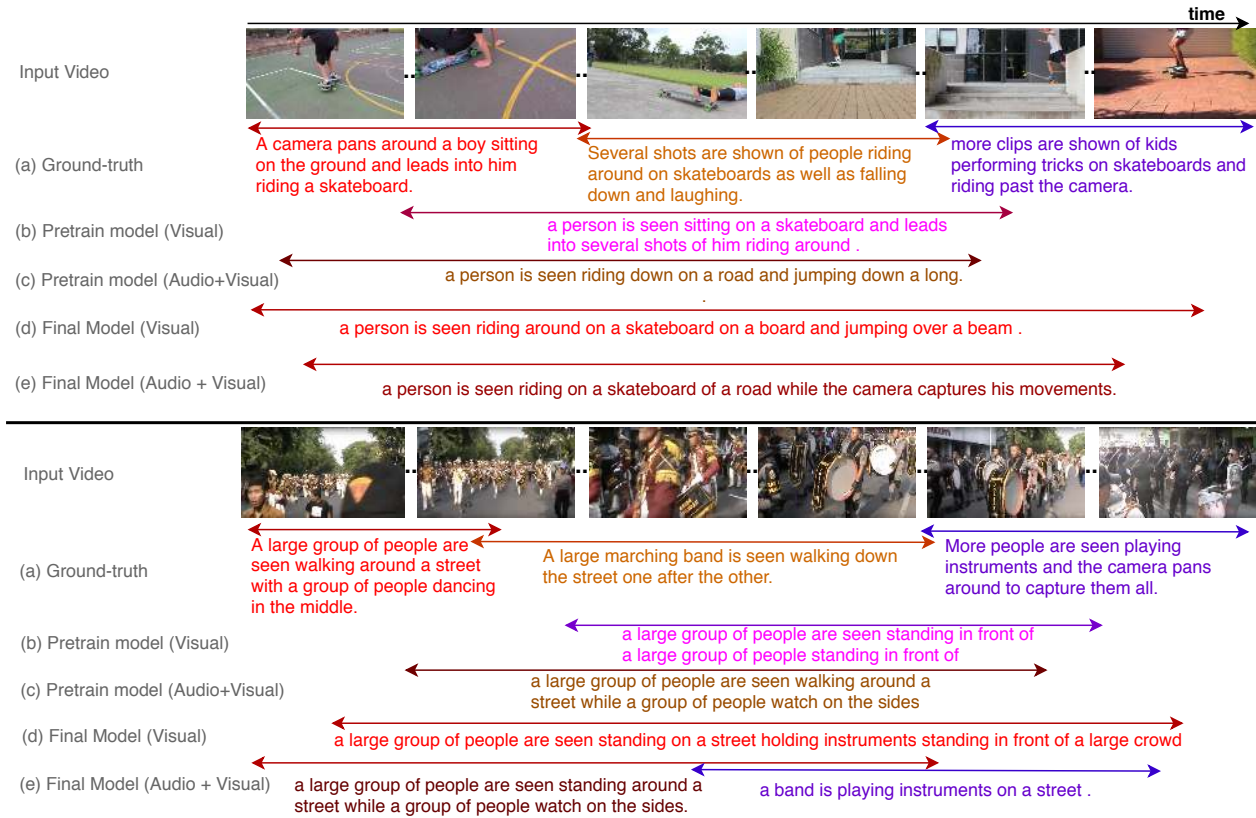 time
Input Video
(a) Ground-truth
A camera pans around a boy sitting
on the ground and leads into him
riding a skateboard.
Several shots are shown of people riding
around on skateboards as well as falling
down and laughing.
more clips are shown of kids
performing tricks on skateboards and
riding past the camera.
(b) Pretrain model (Visual)
a person is seen sitting on a skateboard and leads
into several shots of him riding around .
(c) Pretrain model (Audio+Visual)
a person is seen riding down on a road and jumping down a long.
.
(d) Final Model (Visual)
a person is seen riding around on a skateboard on a board and jumping over a beam .
(e) Final Model (Audio + Visual)
a person is seen riding on a skateboard of a road while the camera captures his movements.
Input Video
(a) Ground-truth
A large group of people are
seen walking around a street
with a group of people dancing
in the middle.
A large marching band is seen walking down
the street one after the other.
More people are seen playing
instruments and the camera pans
around to capture them all.
(b) Pretrain model (Visual)
a large group of people are seen standing in front of
a large group of people standing in front of
(c) Pretrain model (Audio+Visual)
a large group of people are seen walking around a
street while a group of people watch on the sides
(d) Final Model (Visual)
a large group of people are seen standing on a street holding instruments standing in front of a large crowd
(e) Final Model (Audio + Visual)
a large group of people are seen standing around a
street while a group of people watch on the sides.
a band is playing instruments on a street .